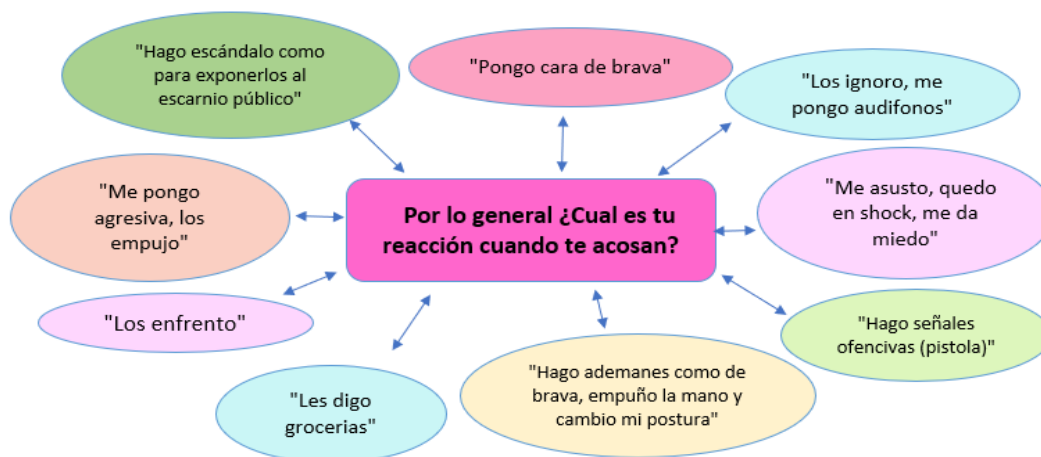 "Hago escándalo como
para exponerlos al
escarnio público"
"Pongo cara de brava"
"Los ignoro, me
pongo audifonos"
"Me pongo
agresiva, los
empujo"
Por lo general ¿Cual es tu
reacción cuando te acosan?
"Me asusto, quedo
en shock, me da
miedo"
"Los enfrento"
"Hago señales
ofencivas (pistola)"
"Les digo
grocerias"
"Hago ademanes como de
brava, empuño la mano y
cambio mi postura"